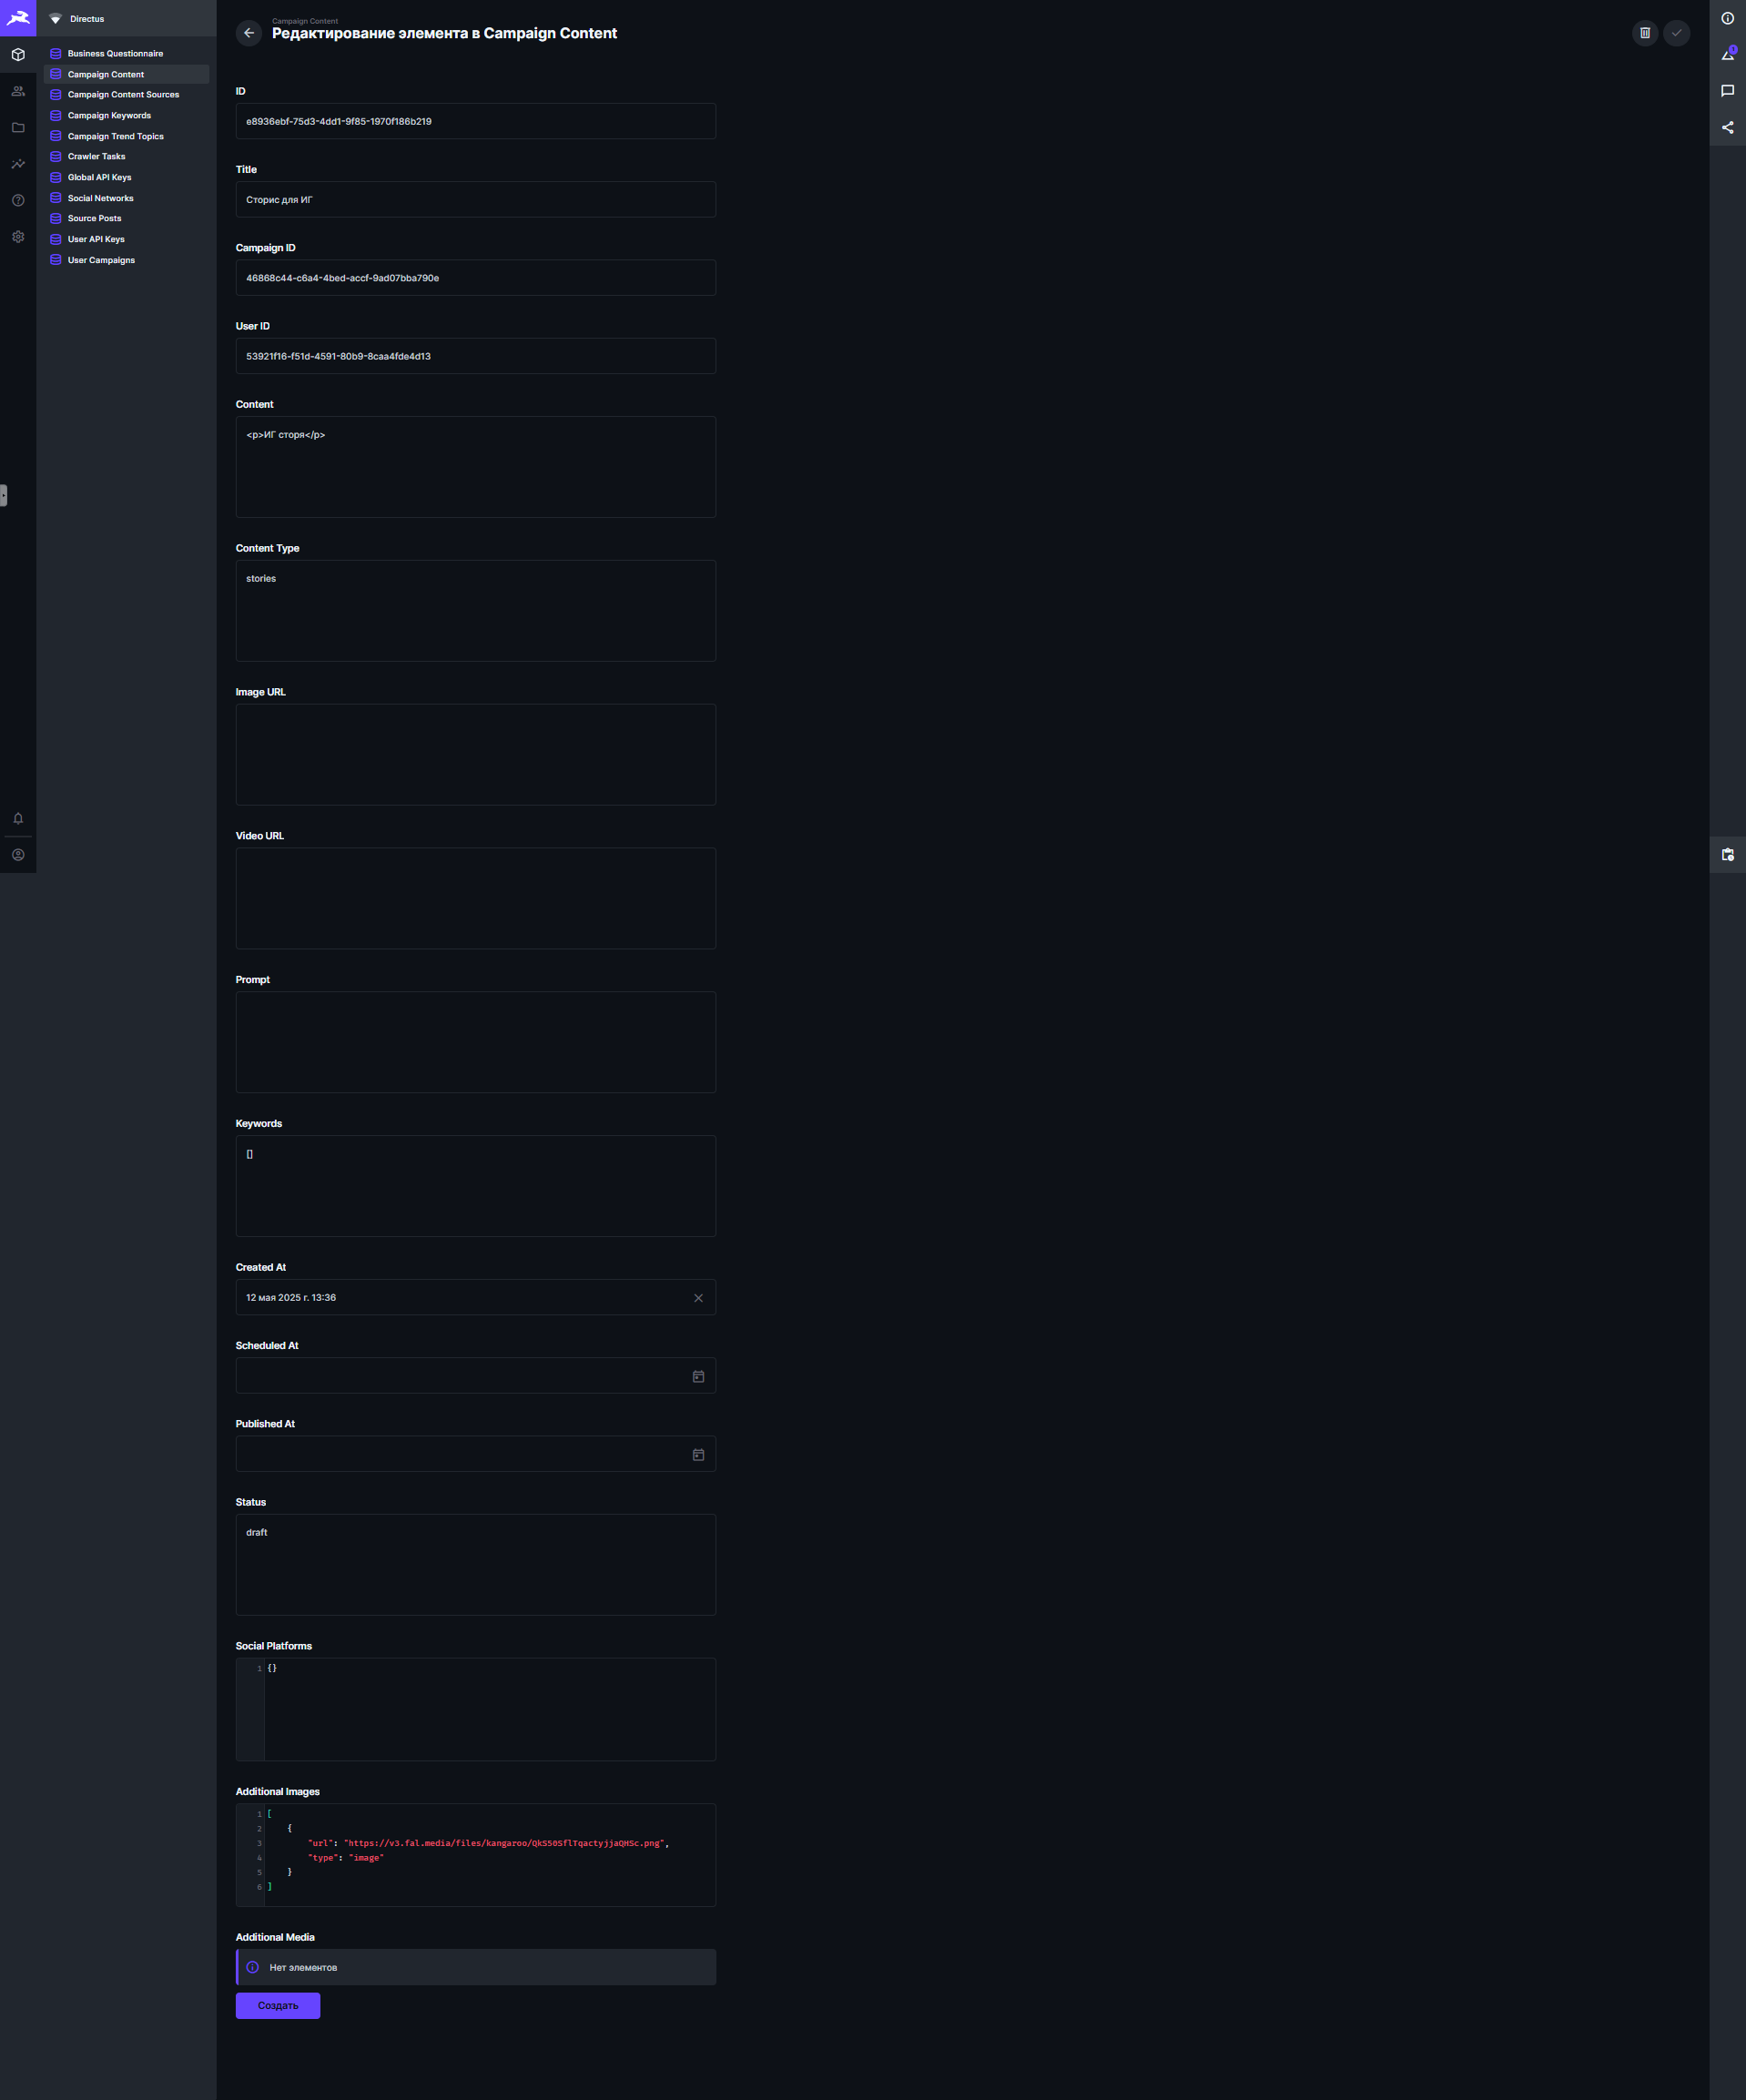 Directus
Business Questionnaire
Campaign Content
Campaign Content Sources
Campaign Keywords
Campaign Trend Topics
Crawler Tasks
Global API Keys
Social Networks
Source Posts
User API Keys
User Campaigns
Campaign Content
Редактирование элемента в Campaign Content
ID
e8936ebf-75d3-4dd1-9f85-1970f186b219
Title
Сторис для ИГ
Campaign ID
46868c44-c6a4-4bed-accf-9ad07bba790e
User ID
53921f16-f51d-4591-80b9-8caa4fde4d13
Content
<p>ИГ сторя</p>
Content Type
stories
Image URL
Video URL
Prompt
Keywords
[]
Created At
12 мая 2025 г. 13:36
Scheduled At
Published At
Status
draft
Social Platforms
1 {}
Additional Images
1 [
2 {
3 "url": "https://v3.fal.media/files/kangaroo/QkS50SflTqactyjjaQHSc.png",
4 "type": "image"
5 }
6 ]
Additional Media
Нет элементов
Создать